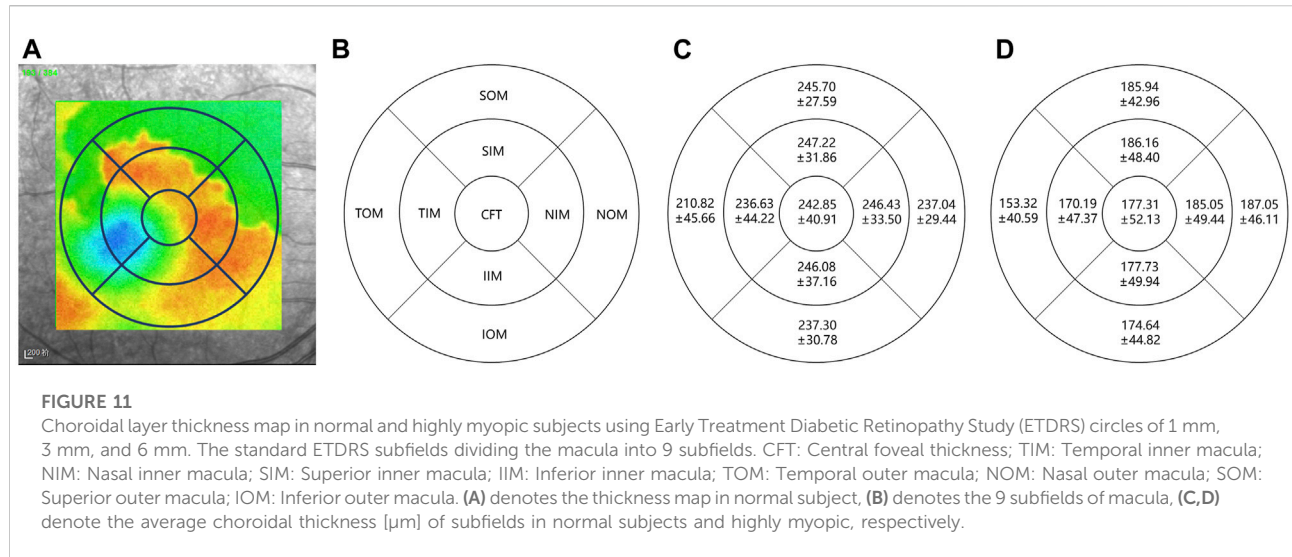 A
B
C
D
SOM
SIM
TOM
TIM
CFT
NIM
NOM
IIM
IOM
245.70
±27.59
247.22
±31.86
210.82
±45.66
236.63
±44.22
242.85
±40.91
246.43
±33.50
237.04
±29.44
246.08
±37.16
237.30
±30.78
185.94
±42.96
186.16
±48.40
153.32
±40.59
170.19
±47.37
177.31
±52.13
185.05
±49.44
187.05
±46.11
177.73
±49.94
174.64
±44.82
200
FIGURE 11
Choroidal layer thickness map in normal and highly myopic subjects using Early Treatment Diabetic Retinopathy Study (ETDRS) circles of 1 mm,
3 mm, and 6 mm. The standard ETDRS subfields dividing the macula into 9 subfields. CFT: Central foveal thickness; TIM: Temporal inner macula;
NIM: Nasal inner macula; SIM: Superior inner macula; IIM: Inferior inner macula; TOM: Temporal outer macula; NOM: Nasal outer macula; SOM:
Superior outer macula; IOM: Inferior outer macula. (A) denotes the thickness map in normal subject, (B) denotes the 9 subfields of macula, (C,D)
denote the average choroidal thickness [µm] of subfields in normal subjects and highly myopic, respectively.